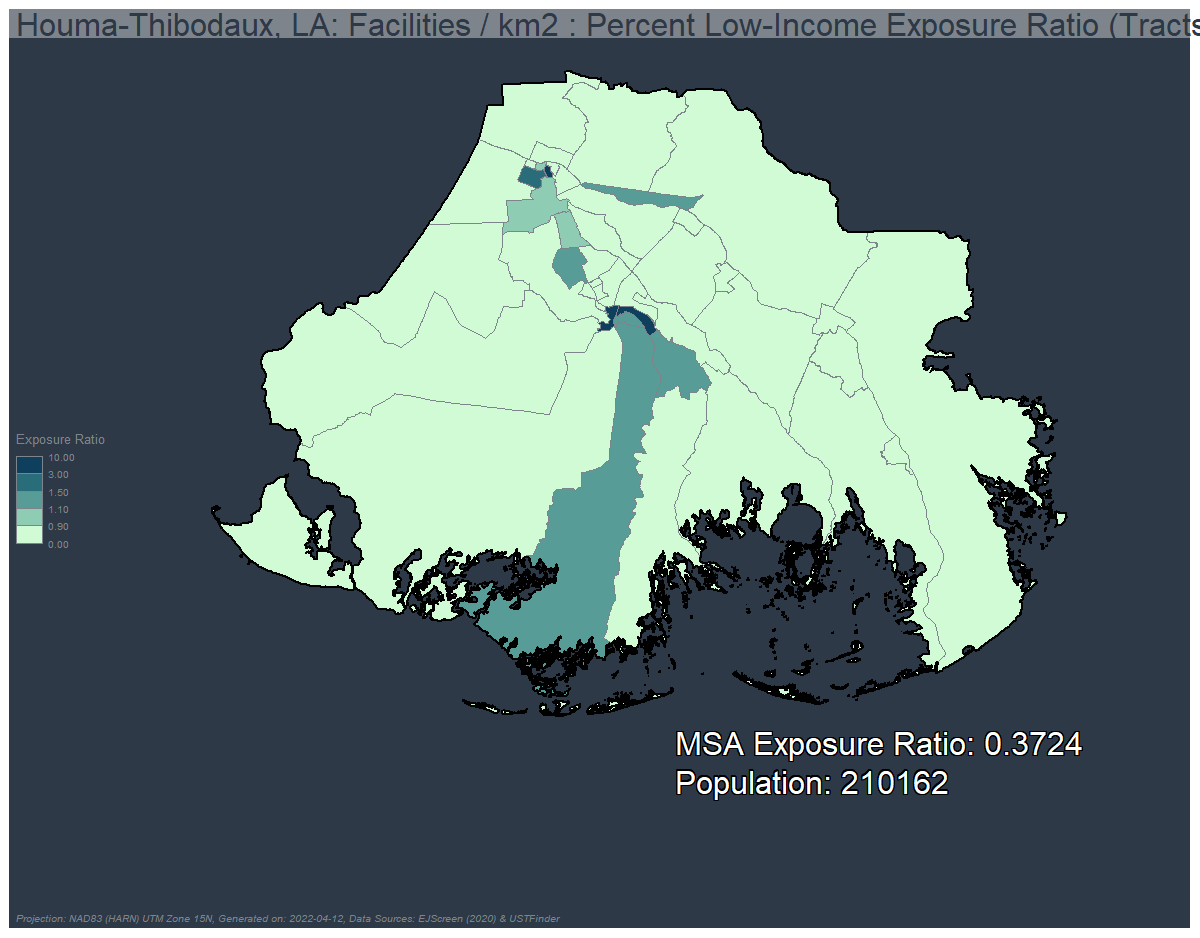 Houma-Thibodaux, LA: Facilities / km2 : Percent Low-Income Exposure Ratio (Tracts
Exposure Ratio
10.00
3.00
1.50
1.10
0.90
0.00
MSA Exposure Ratio: 0.3724
Population: 210162
Projection: NAD83 (HARN) UTM Zone 15N, Generated on: 2022-04-12, Data Sources: EJScreen (2020) & USTFinder